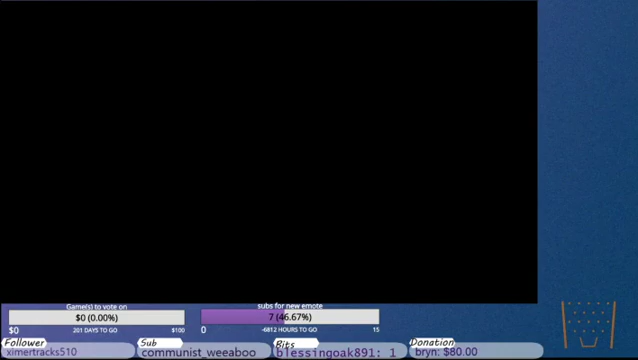 Game(s) to vote on
$0 (0.00%)
$0 201 DAYS TO GO $100
subs for new emote
7 (46.67%)
0 -6812 HOURS TO GO 15
Follower
ximertracks510
Sub
communist_weeaboo
Bits
blessingoak891: 1
Donation
bryn: $80.00